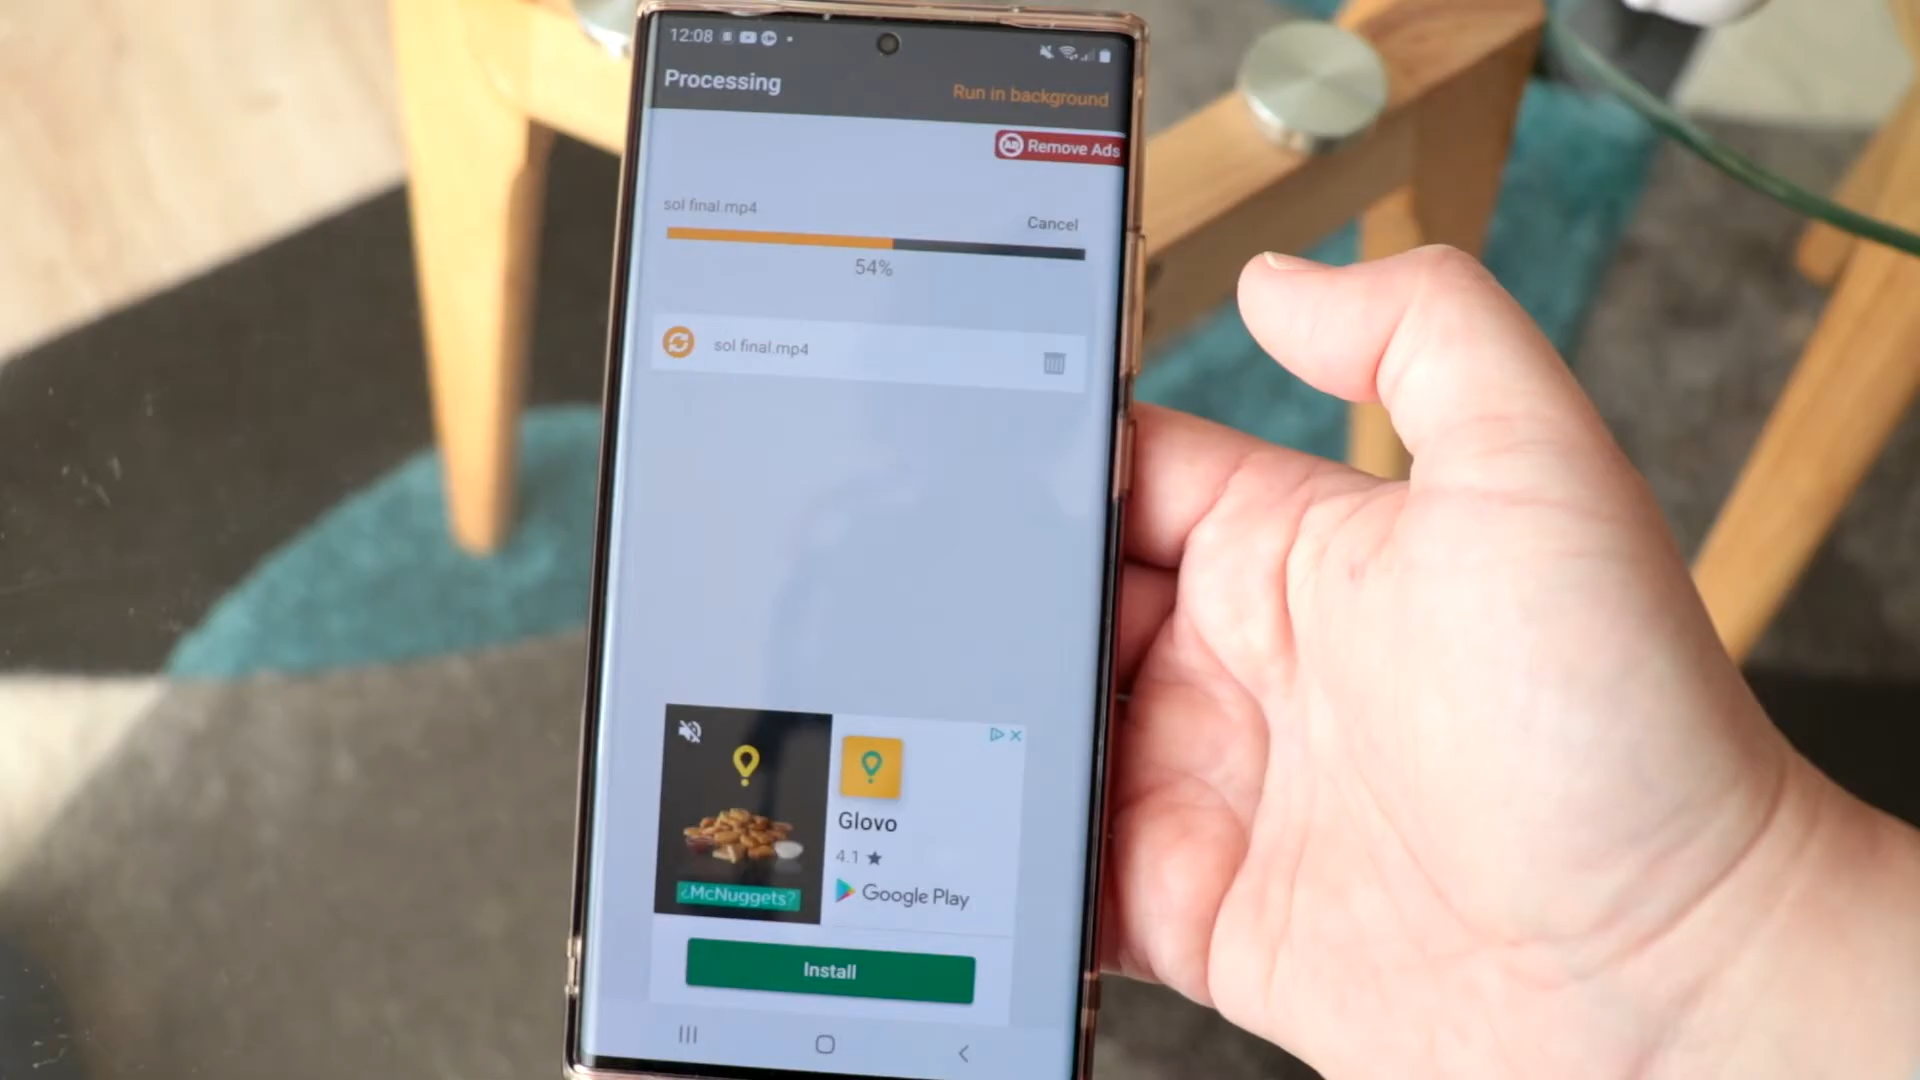 12:08
Processing
Run in background
AD Remove Ads
sol final.mp4
Cancel
54%
sol final.mp4
Glovo
4.1 ★
¿McNuggets?
Google Play
Install